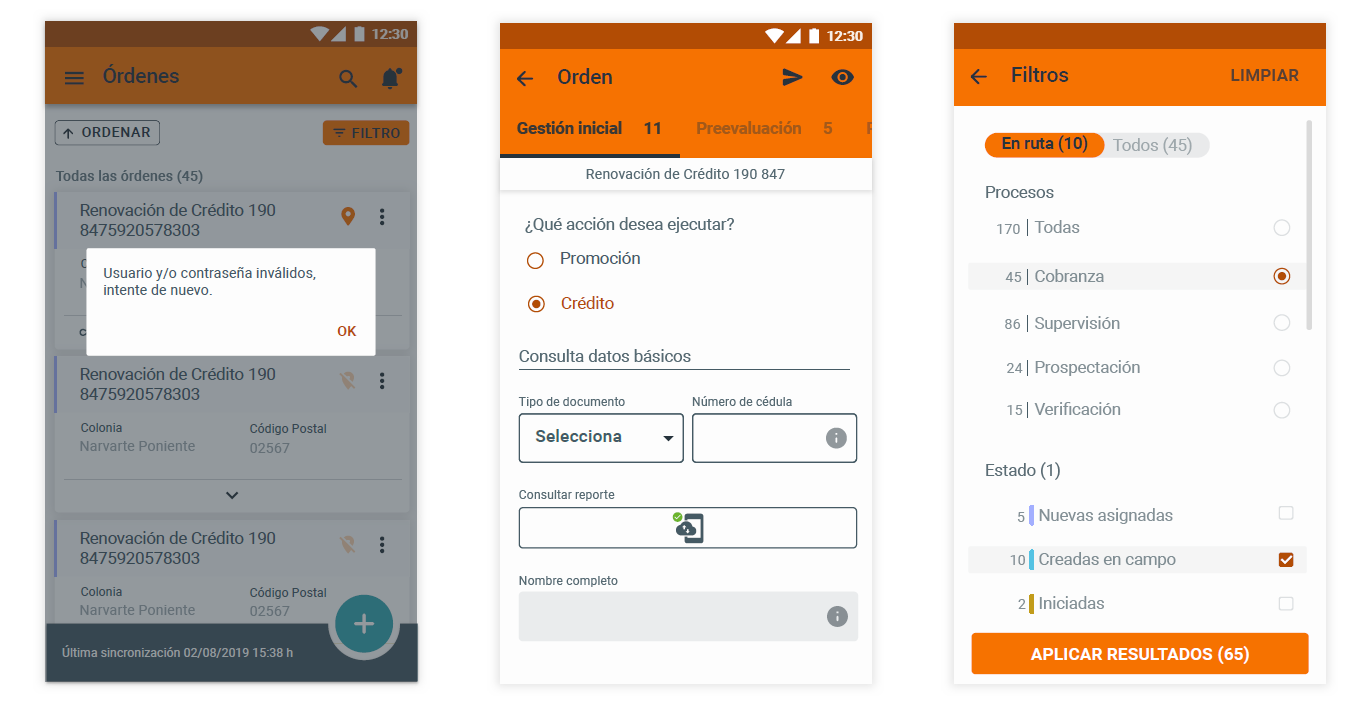 12:30
Órdenes
ORDENAR
FILTRO
Todas las órdenes (45)
Renovación de Crédito 190
8475920578303
Usuario y/o contraseña inválidos,
intente de nuevo.
OK
Renovación de Crédito 190
8475920578303
Colonia
Código Postal
Narvarte Poniente
02567
Renovación de Crédito 190
8475920578303
Colonia
Código Postal
Narvarte Poniente
02567
Última sincronización 02/08/2019 15:38 h
12:30
Orden
Gestión inicial 11
Preevaluación 5
Renovación de Crédito 190 847
¿Qué acción desea ejecutar?
Promoción
Crédito
Consulta datos básicos
Tipo de documento
Número de cédula
Selecciona
Consultar reporte
Nombre completo
Filtros
LIMPIAR
En ruta (10)
Todos (45)
Procesos
170 | Todas
45 | Cobranza
86 | Supervisión
24 | Prospectación
15 | Verificación
Estado (1)
5 Nuevas asignadas
10 Creadas en campo
2 Iniciadas
APLICAR RESULTADOS (65)